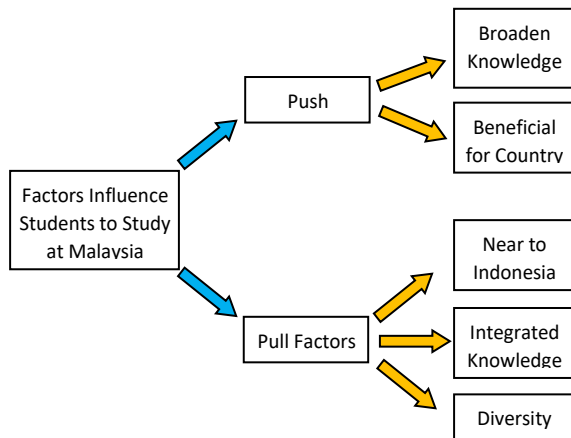 Broaden
Knowledge
Push
Beneficial
for Country
Factors Influence
Students to Study
at Malaysia
Near to
Indonesia
Integrated
Knowledge
Pull Factors
Diversity